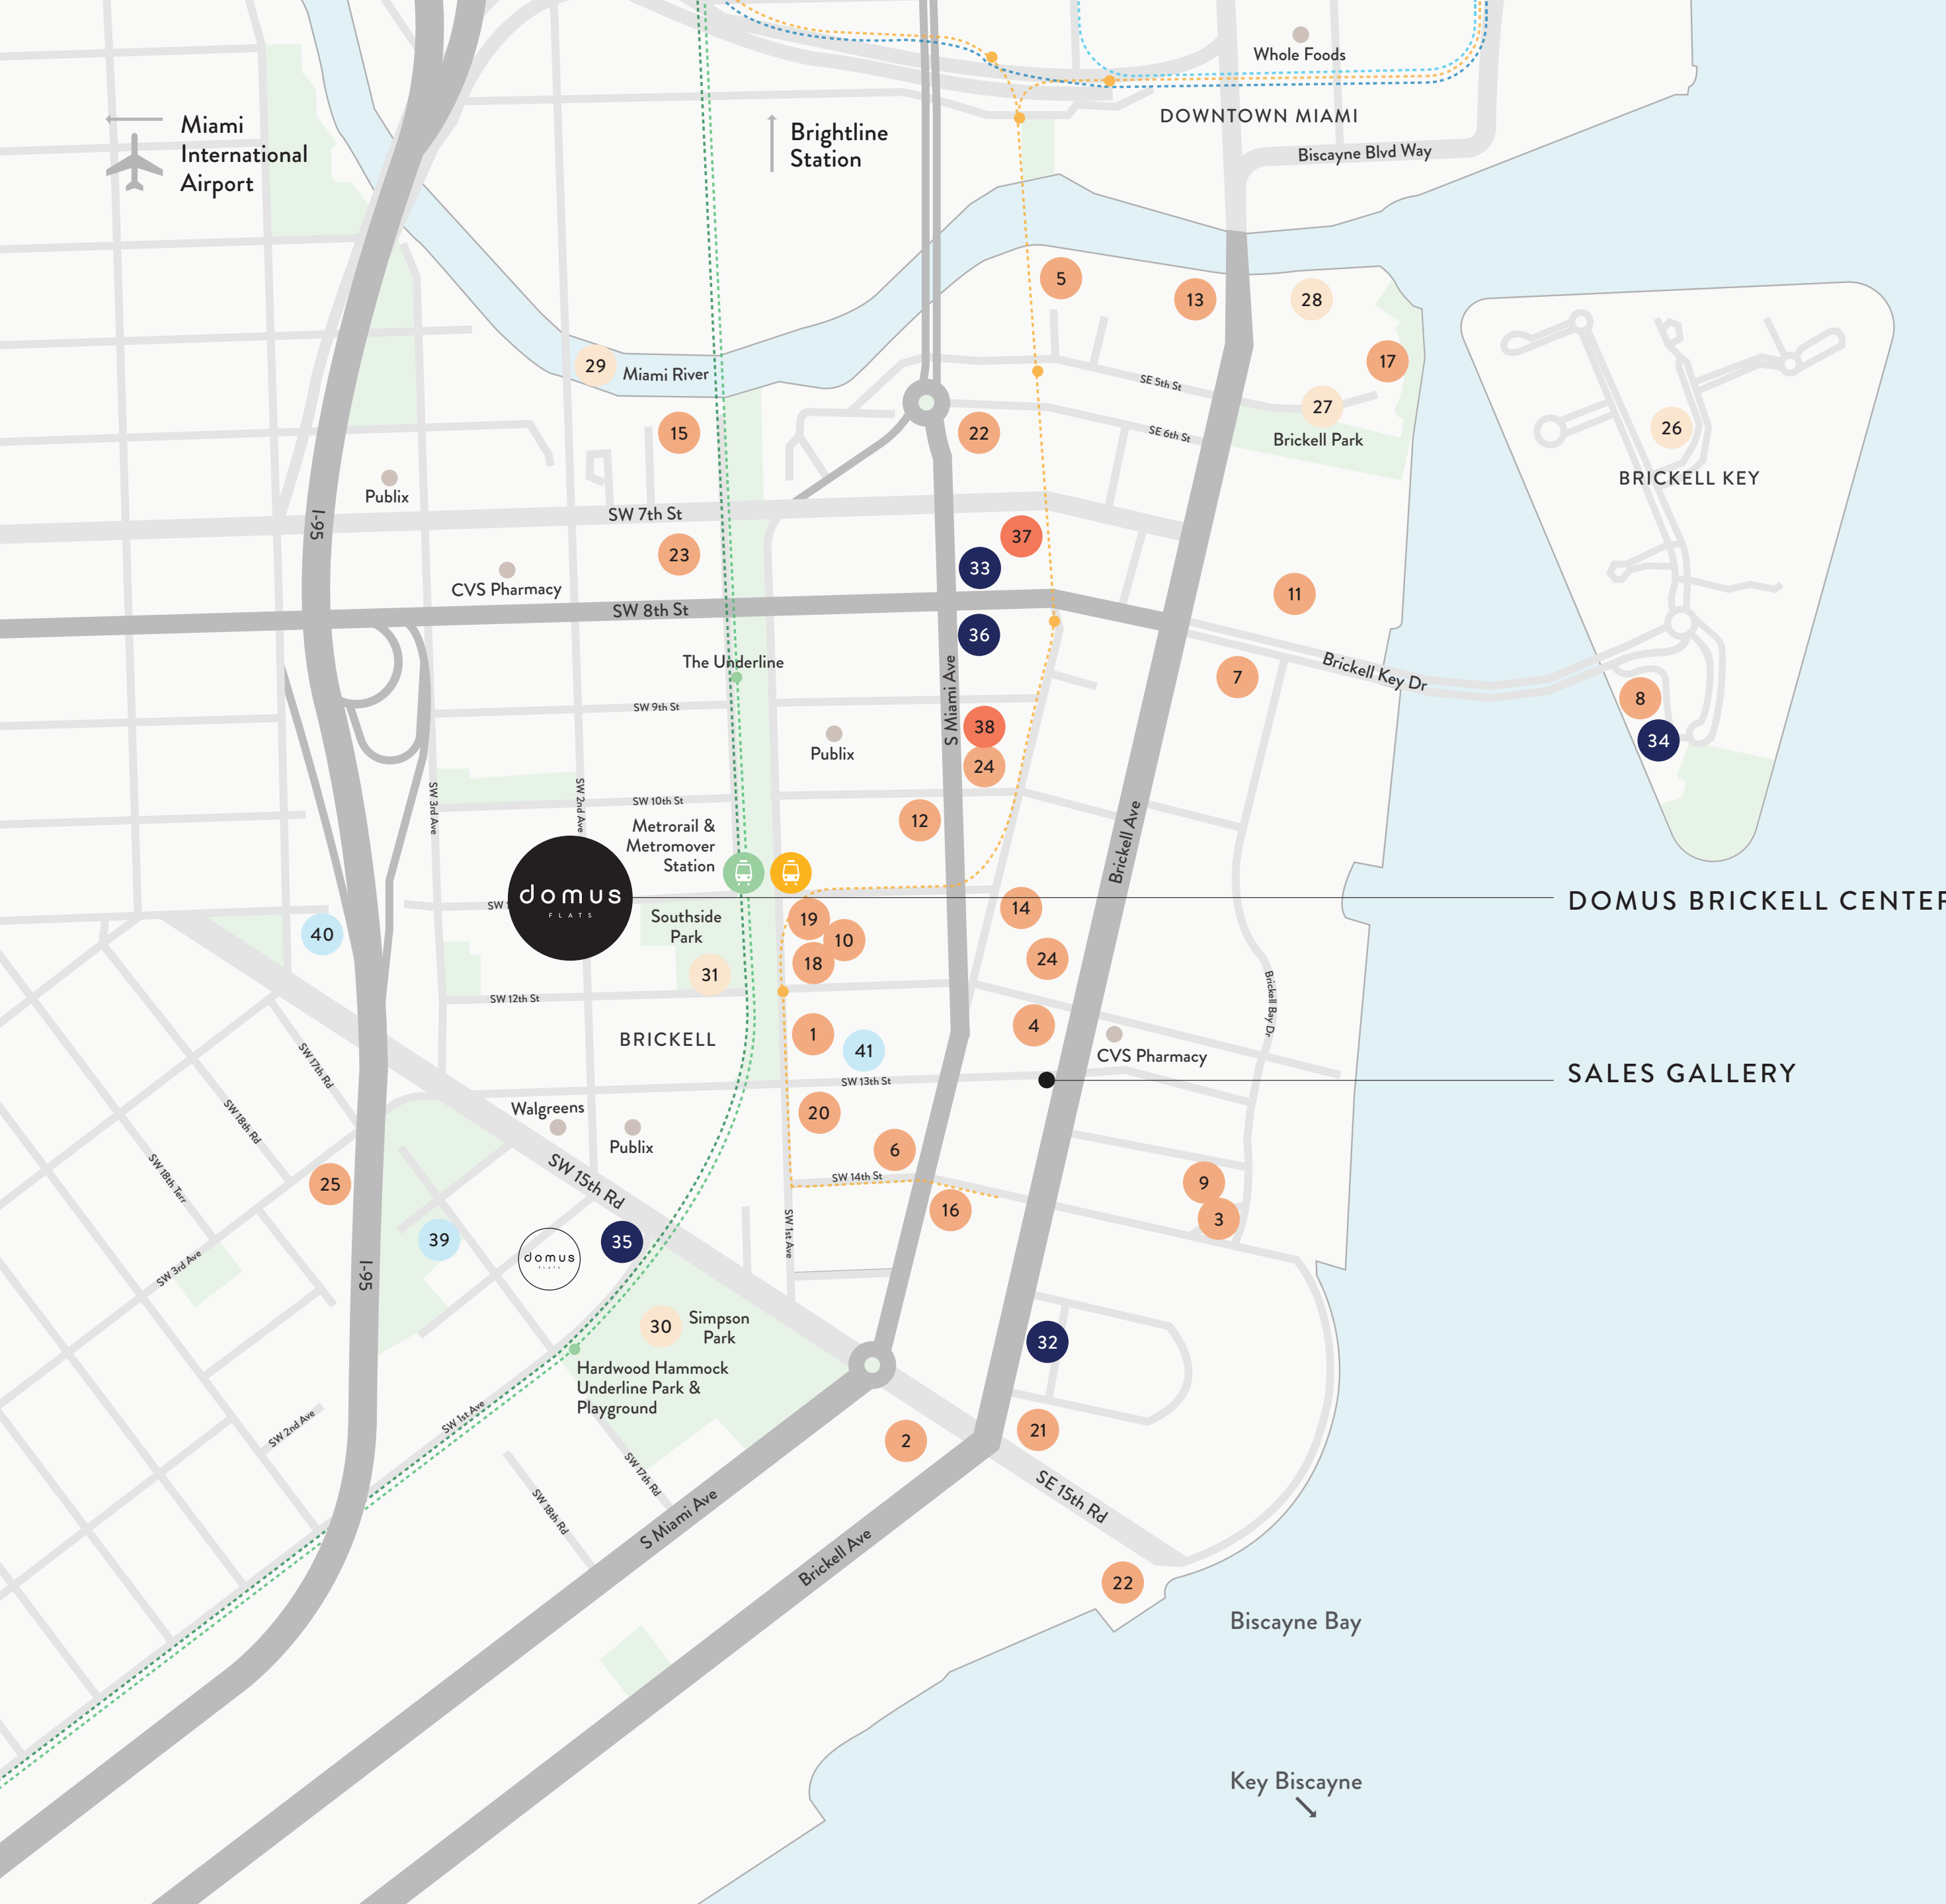 Whole Foods
DOWNTOWN MIAMI
Biscayne Blvd Way
Miami
International
Airport
Brightline
Station
5
13
28
17
27
Brickell Park
29
Miami River
SE 5th St
SE 6th St
15
22
26
BRICKELL KEY
Publix
I-95
SW 7th St
23
37
33
CVS Pharmacy
SW 8th St
36
11
The Underline
7
Brickell Key Dr
8
34
SW 9th St
S Miami Ave
38
24
Publix
SW 3rd Ave
SW 2nd Ave
SW 10th St
12
Brickell Ave
Metrorail &
Metromover
Station
domus
FLATS
SW 1
DOMUS BRICKELL CENTER
Southside
Park
19
10
18
14
24
40
31
SW 12th St
Brickell Bay Dr
BRICKELL
1
41
4
CVS Pharmacy
SW 13th St
SALES GALLERY
SW 17th Rd
SW 18th Rd
SW 18th Terr
Walgreens
Publix
20
6
SW 15th Rd
SW 14th St
25
9
3
16
39
domus
FLATS
35
SW 1st Ave
SW 3rd Ave
I-95
30
Simpson
Park
32
Hardwood Hammock
Underline Park &
Playground
SW 2nd Ave
SW 1st Ave
2
21
SW 17th Rd
SW 18th Rd
S Miami Ave
Brickell Ave
SE 15th Rd
22
Biscayne Bay
Key Biscayne